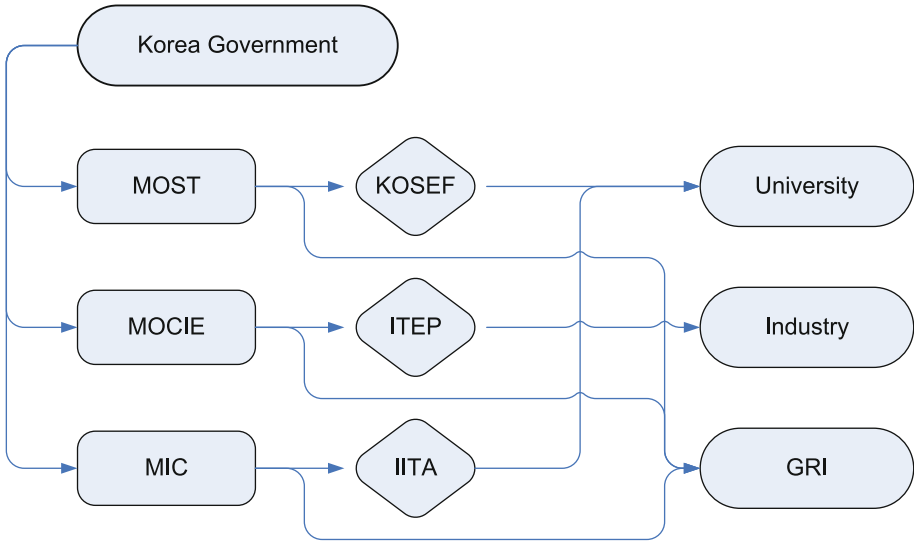 Korea Government
MOST
KOSEF
University
MOCIE
ITEP
Industry
MIC
IITA
GRI